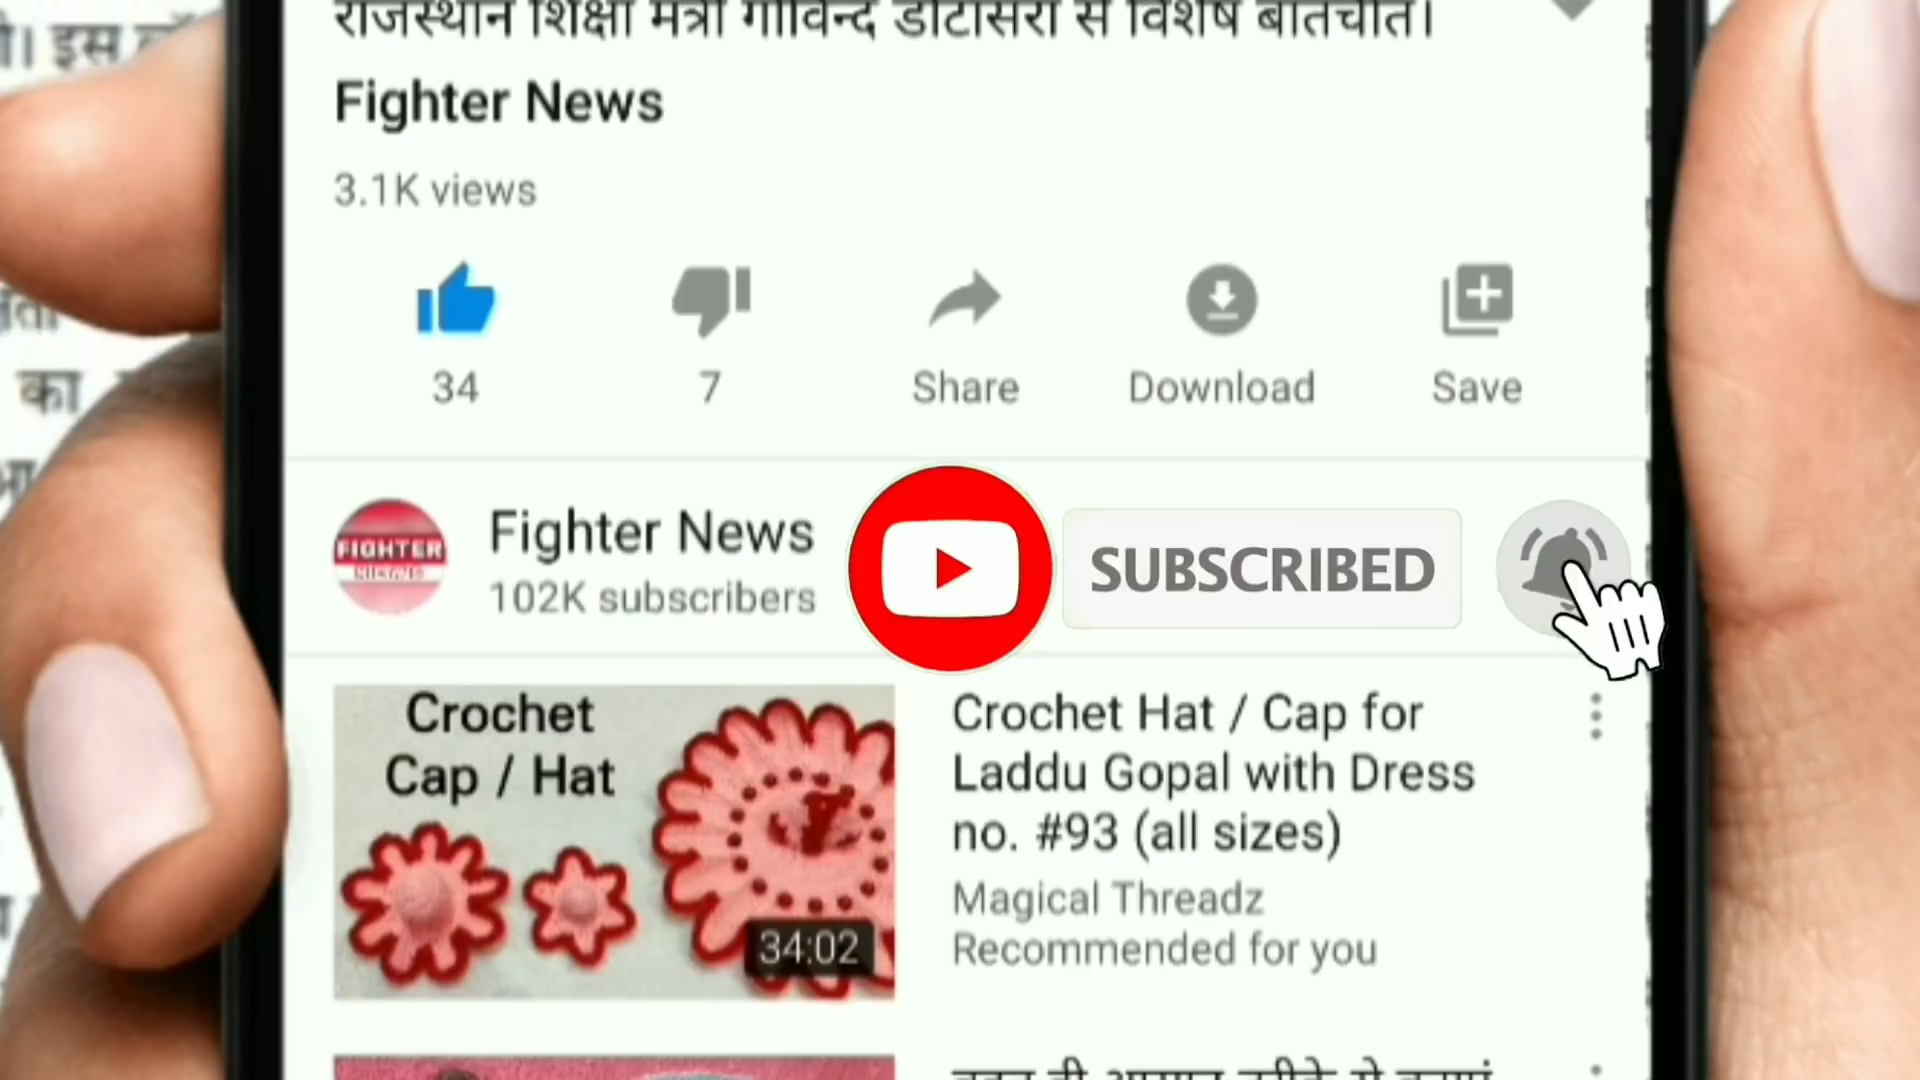 राजस्थान शिक्षा मंत्री गोविन्द डोटासरा से विशेष बातचीत।
Fighter News
3.1K views
34
7
Share
Download
Save
Fighter News
102K subscribers
FIGHTER
SUBSCRIBED
Crochet
Cap / Hat
34:02
Crochet Hat / Cap for
Laddu Gopal with Dress
no. #93 (all sizes)
Magical Threadz
Recommended for you
इस
का